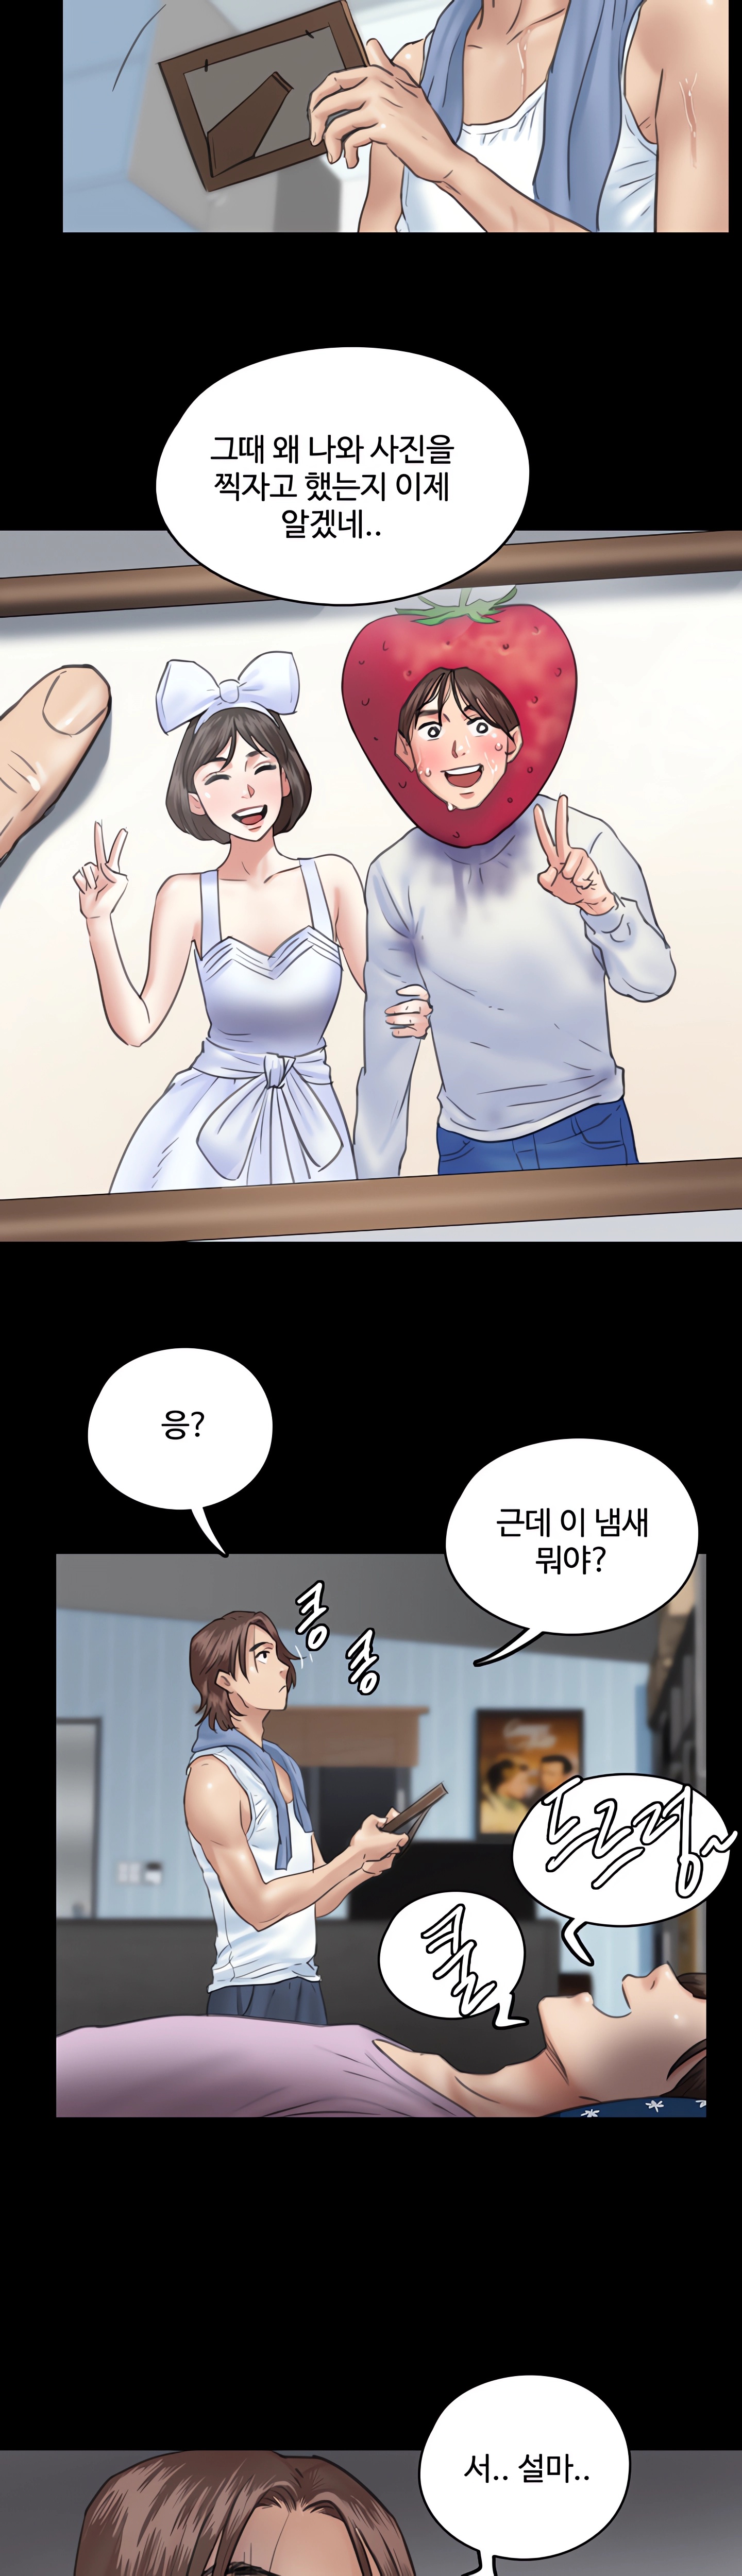 그때 왜 나와 사진을
찍자고 했는지 이제
알겠네..
응?
근데 이 냄새
뭐야?
킁
킁
드르렁~
쿨
서.. 설마..